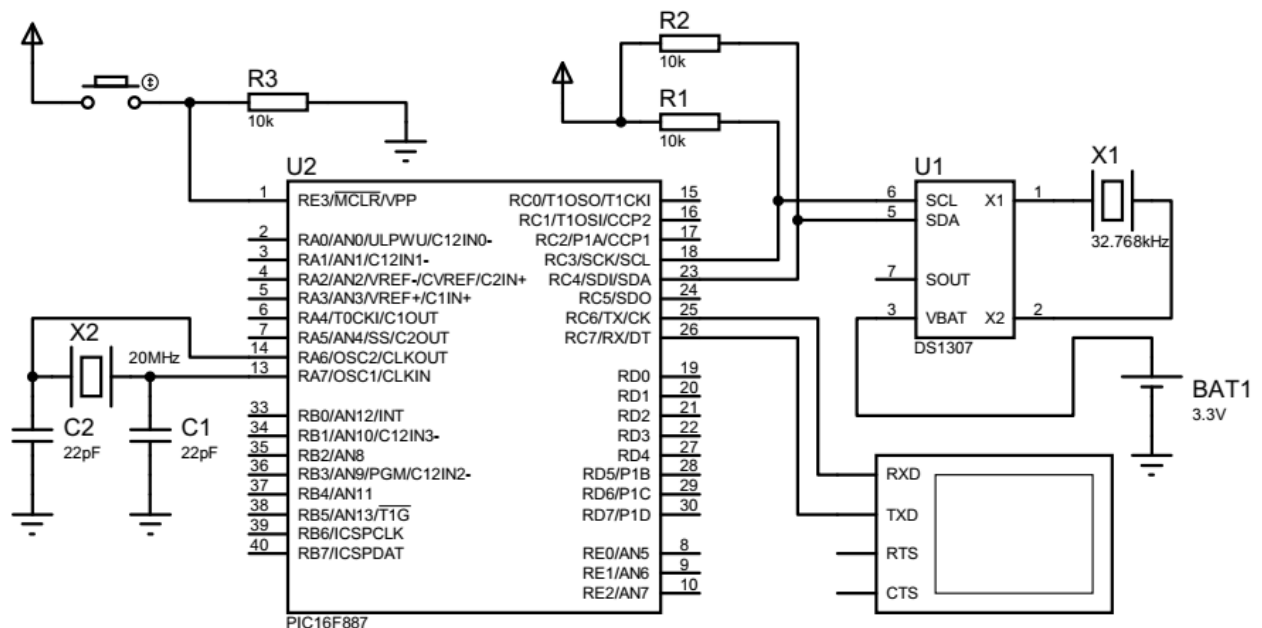 R3
10k
R2
10k
R1
10k
U2
1 RE3/MCLR/VPP
2 RA0/AN0/ULPWU/C12IN0-
3 RA1/AN1/C12IN1-
4 RA2/AN2/VREF-/CVREF/C2IN+
5 RA3/AN3/VREF+/C1IN+
6 RA4/T0CKI/C1OUT
7 RA5/AN4/SS/C2OUT
14 RA6/OSC2/CLKOUT
13 RA7/OSC1/CLKIN
33 RB0/AN12/INT
34 RB1/AN10/C12IN3-
35 RB2/AN8
36 RB3/AN9/PGM/C12IN2-
37 RB4/AN11
38 RB5/AN13/T1G
39 RB6/ICSPCLK
40 RB7/ICSPDAT
RC0/T1OSO/T1CKI 15
RC1/T1OSI/CCP2 16
RC2/P1A/CCP1 17
RC3/SCK/SCL 18
RC4/SDI/SDA 23
RC5/SDO 24
RC6/TX/CK 25
RC7/RX/DT 26
RD0 19
RD1 20
RD2 21
RD3 22
RD4 27
RD5/P1B 28
RD6/P1C 29
RD7/P1D 30
RE0/AN5 8
RE1/AN6 9
RE2/AN7 10
PIC16F887
X2
20MHz
C2
22pF
C1
22pF
U1
6 SCL X1 1
5 SDA
7 SOUT
3 VBAT X2 2
DS1307
X1
32.768kHz
BAT1
3.3V
RXD
TXD
RTS
CTS